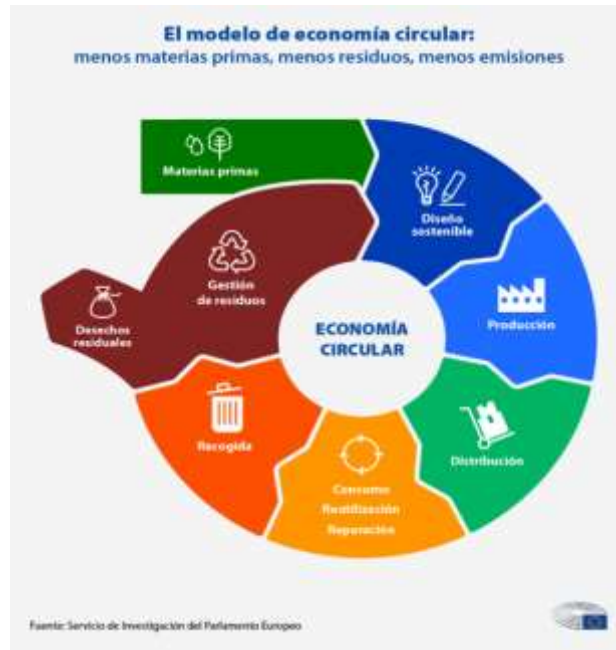 El modelo de economía circular:
menos materias primas, menos residuos, menos emisiones
Materias primas
Diseño
sostenible
Producción
Distribución
Consumo
Reutilización
Reparación
Recogida
Gestión
de residuos
Desechos
residuales
ECONOMÍA
CIRCULAR
Fuente: Servicio de Investigación del Parlamento Europeo